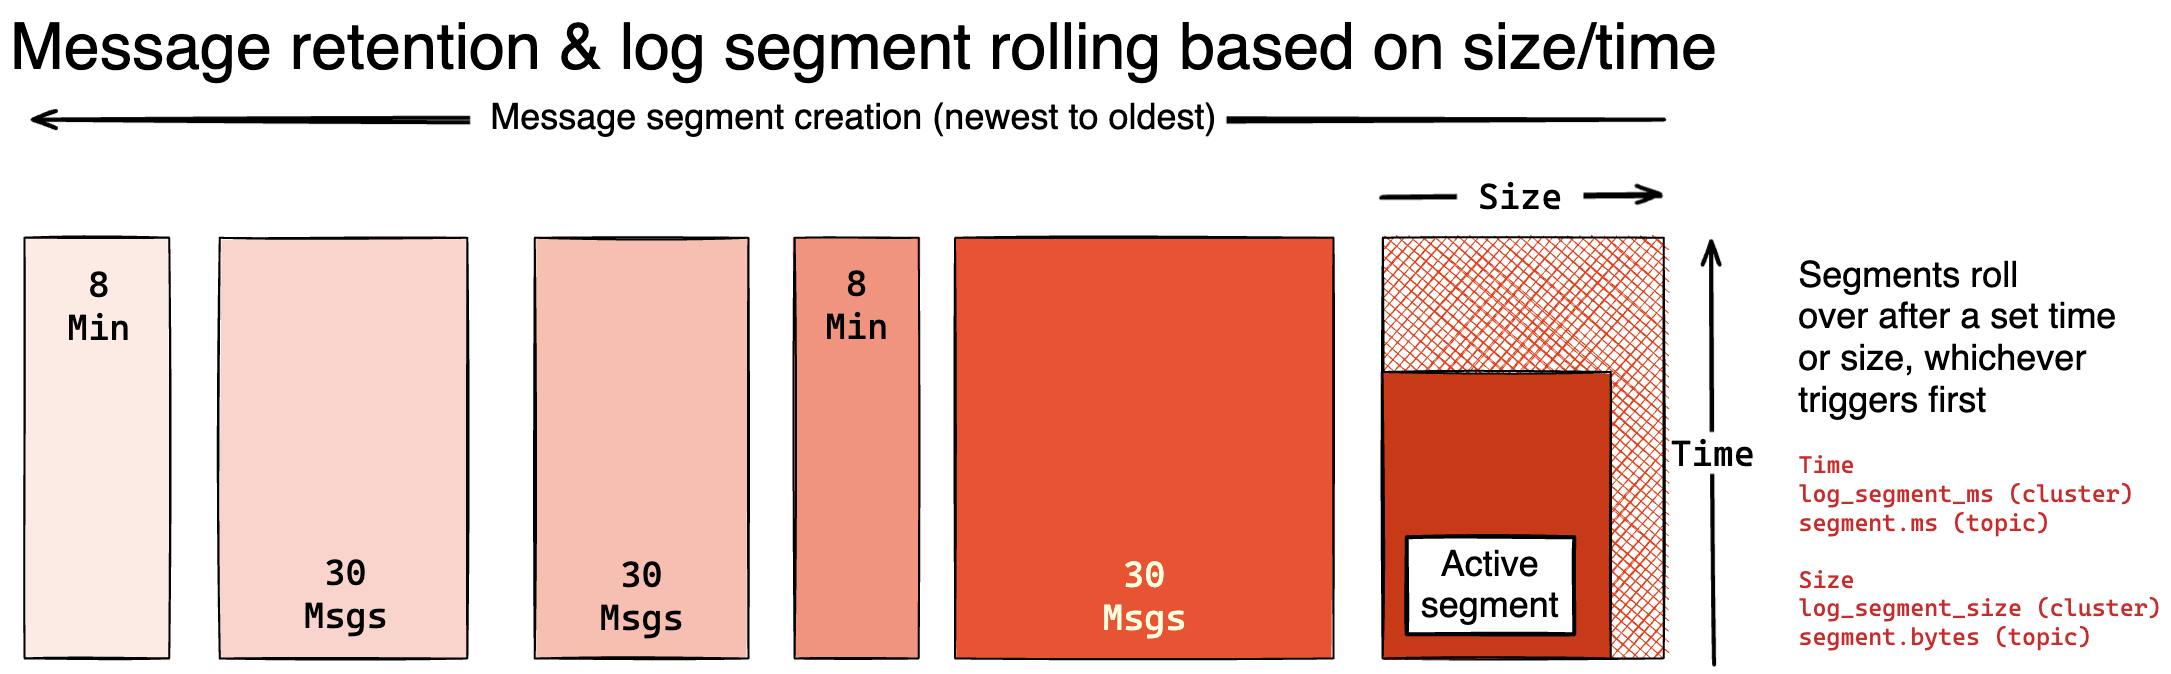 Message retention & log segment rolling based on size/time
Message segment creation (newest to oldest)
Size
8
Min
30
Msgs
30
Msgs
8
Min
30
Msgs
Active
segment
Time
Segments roll
over after a set time
or size, whichever
triggers first
Time
log_segment_ms (cluster)
segment.ms (topic)
Size
log_segment_size (cluster)
segment.bytes (topic)